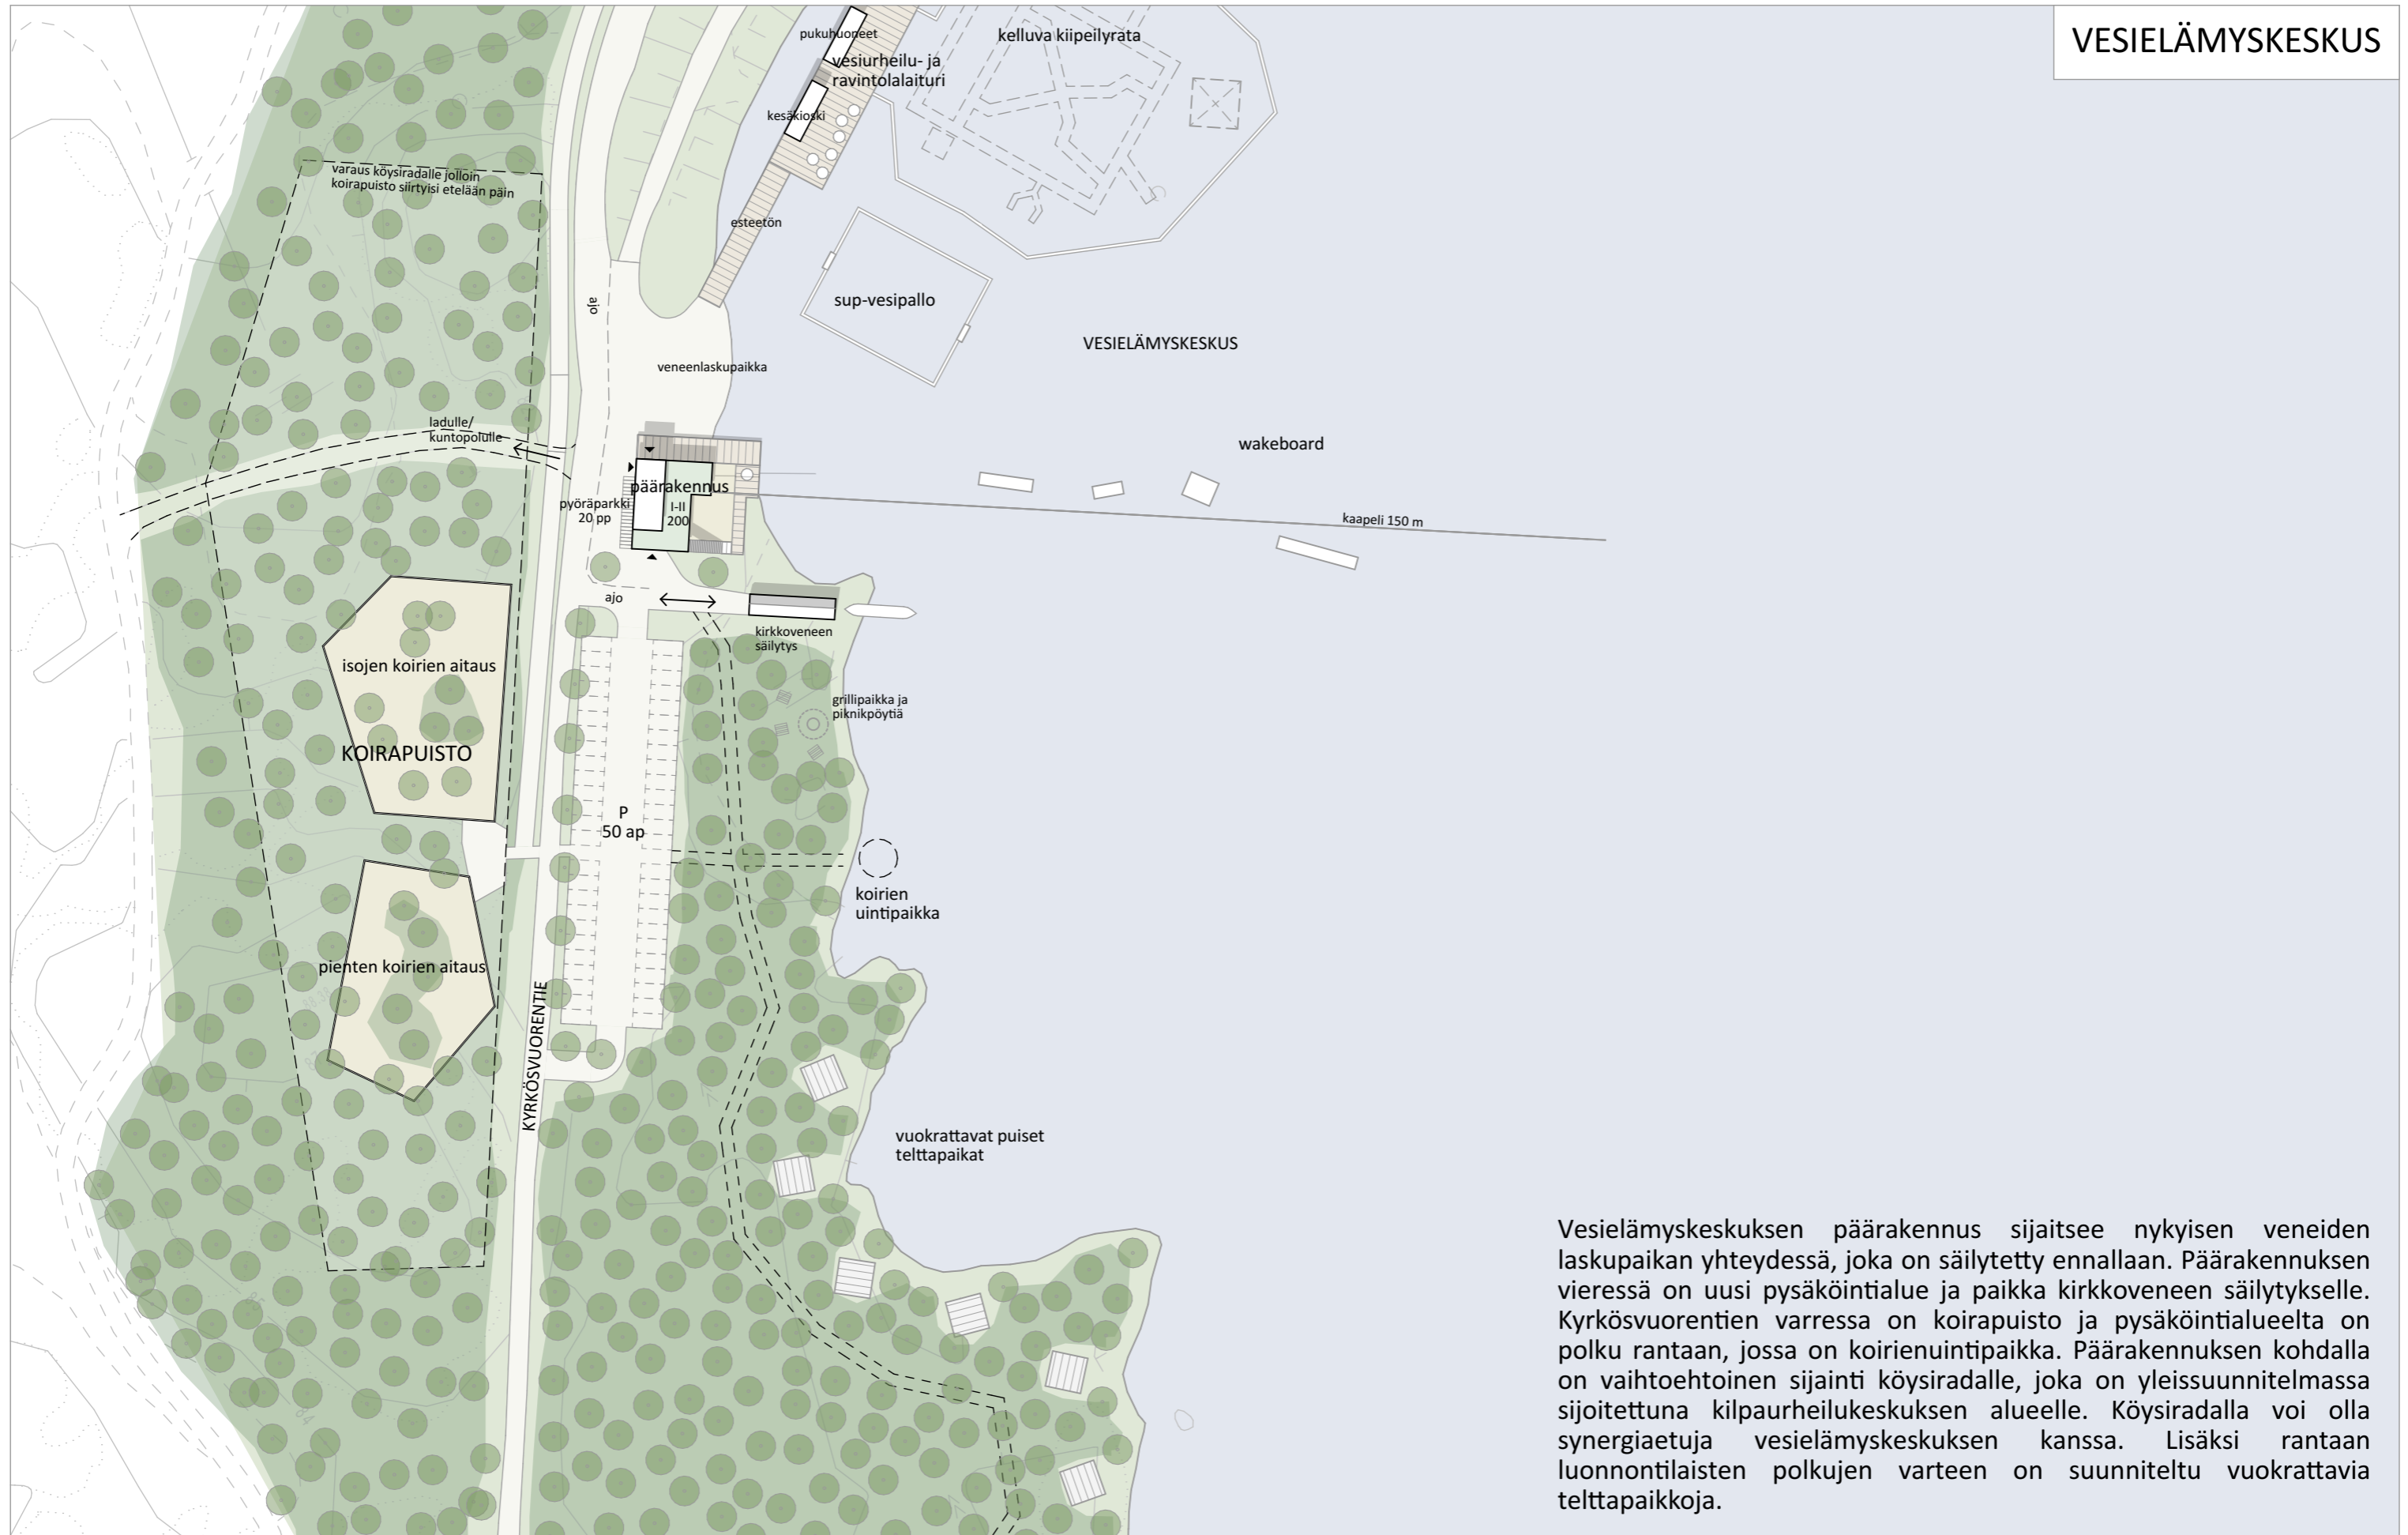 VESIELÄMYSKESKUS
pukuhuoneet
kelluva kiipeilyrata
vesiurheilu- ja
ravintolalaituri
kesäkioski
varaus köysiradalle jolloin
koirapuisto siirtyisi etelään päin
esteetön
ajo
sup-vesipallo
VESIELÄMYSKESKUS
veneenlaskupaikka
ladulle/
kuntopolulle
wakeboard
päärakennus
I-II
200
pyöräparkki
20 pp
kaapeli 150 m
ajo
kirkkoveneen
säilytys
isojen koirien aitaus
grillipaikka ja
piknikpöytiä
KOIRAPUISTO
P
50 ap
koirien
uintipaikka
pienten koirien aitaus
KYRKÖSVUORENTIE
vuokrattavat puiset
telttapaikat
Vesielämyskeskuksen päärakennus sijaitsee nykyisen veneiden
laskupaikan yhteydessä, joka on säilytetty ennallaan. Päärakennuksen
vieressä on uusi pysäköintialue ja paikka kirkkoveneen säilytykselle.
Kyrkösvuorentien varressa on koirapuisto ja pysäköintialueelta on
polku rantaan, jossa on koirienuintipaikka. Päärakennuksen kohdalla
on vaihtoehtoinen sijainti köysiradalle, joka on yleissuunnitelmassa
sijoitettuna kilpaurheilukeskuksen alueelle. Köysiradalla voi olla
synergiaetuja vesielämyskeskuksen kanssa. Lisäksi rantaan
luonnontilaisten polkujen varteen on suunniteltu vuokrattavia
telttapaikkoja.